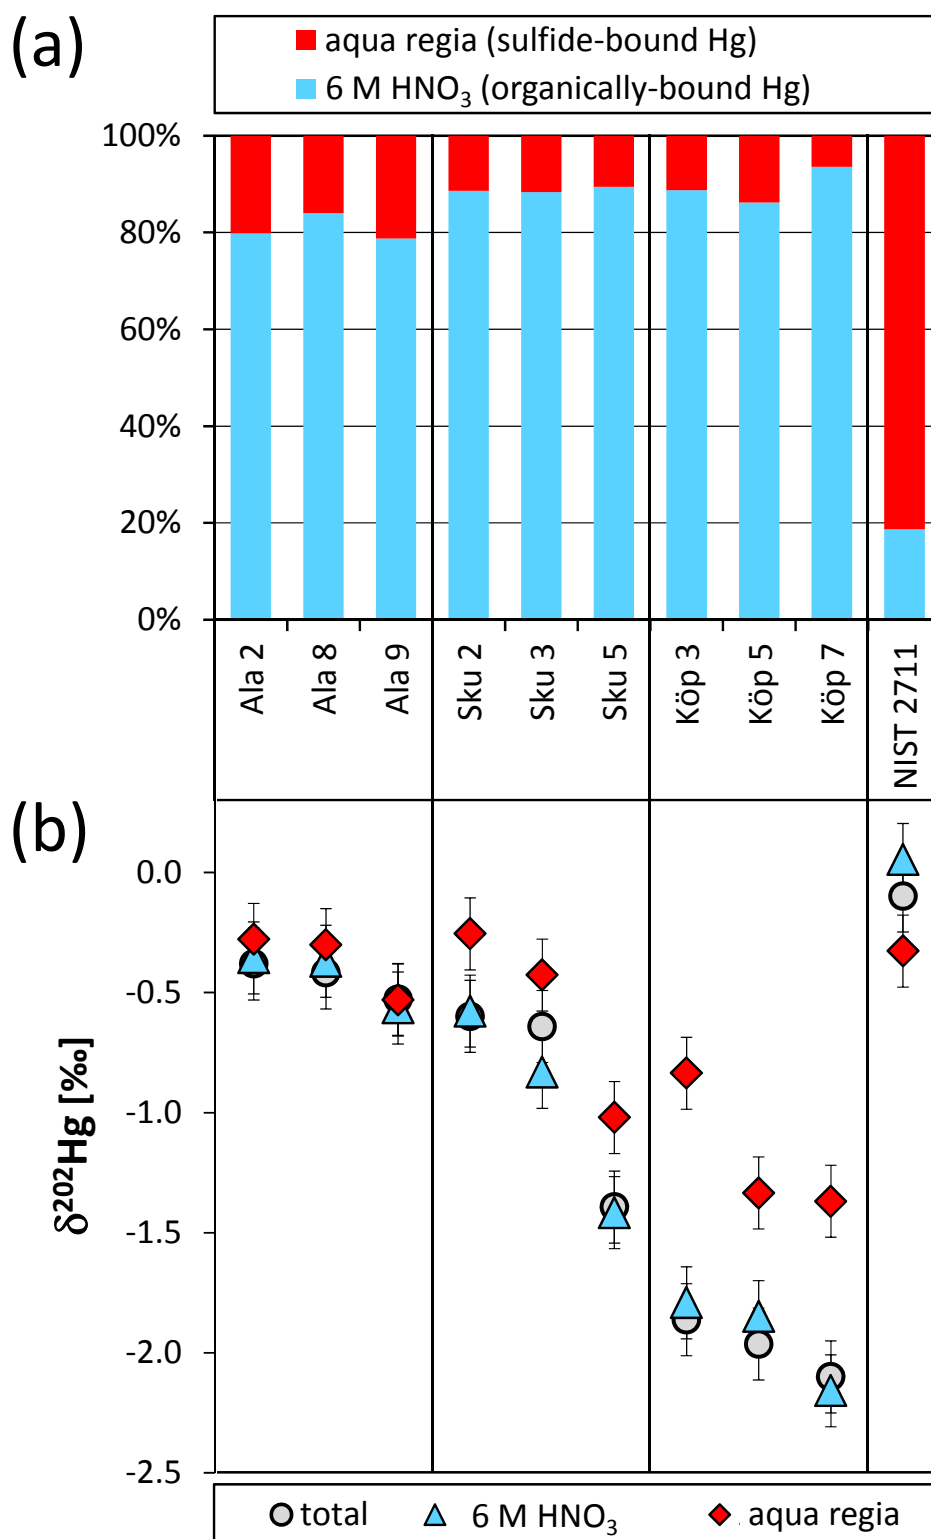 (a)
aqua regia (sulfide-bound Hg)
6 M HNO₃ (organically-bound Hg)
100%
80%
60%
40%
20%
0%
Ala 2
Ala 8
Ala 9
Sku 2
Sku 3
Sku 5
Köp 3
Köp 5
Köp 7
NIST 2711
(b)
0.0
-0.5
-1.0
-1.5
-2.0
-2.5
δ²⁰²Hg [‰]
total 6 M HNO₃ aqua regia